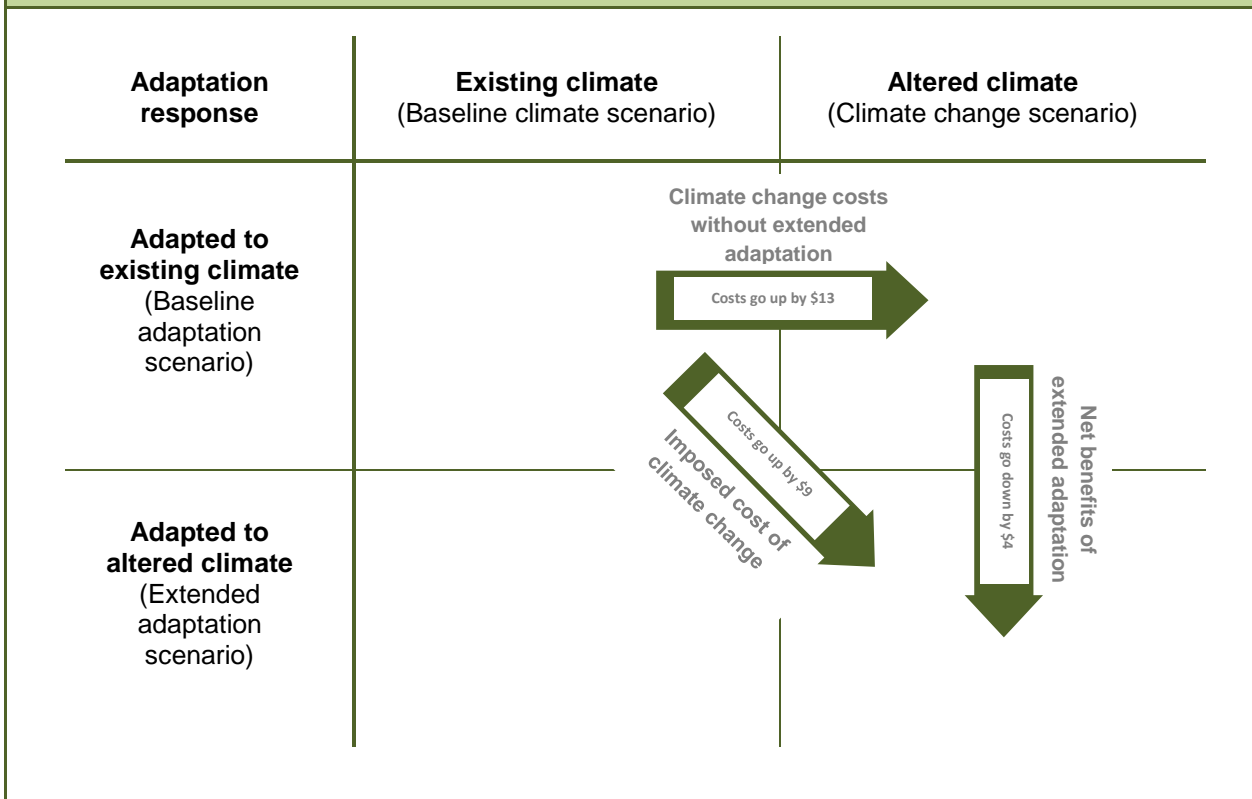 Adaptation
response
Existing climate
(Baseline climate scenario)
Altered climate
(Climate change scenario)
Adapted to
existing climate
(Baseline
adaptation
scenario)
Climate change costs
without extended
adaptation
Costs go up by $13
Costs go up by $9
Imposed cost of
climate change
Costs go down by $4
Net benefits of
extended adaptation
Adapted to
altered climate
(Extended
adaptation
scenario)